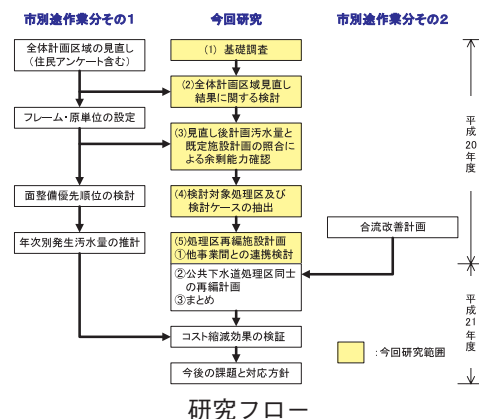 市別途作業分その１
今回研究
市別途作業分その２
全体計画区域の見直し
(住民アンケート含む)
フレーム・原単位の設定
面整備優先順位の検討
年次別発生汚水量の推計
(1) 基礎調査
(2)全体計画区域見直し
結果に関する検討
(3)見直し後計画汚水量と
既定施設計画の照合によ
る余剰能力確認
(4)検討対象処理区及び
検討ケースの抽出
(5)処理区再編施設計画
①他事業間との連携検討
②公共下水道処理区同士
の再編計画
③まとめ
コスト縮減効果の検証
今後の課題と対応方針
合流改善計画
平成20年度
平成21年度
:今回研究範囲
研究フロー